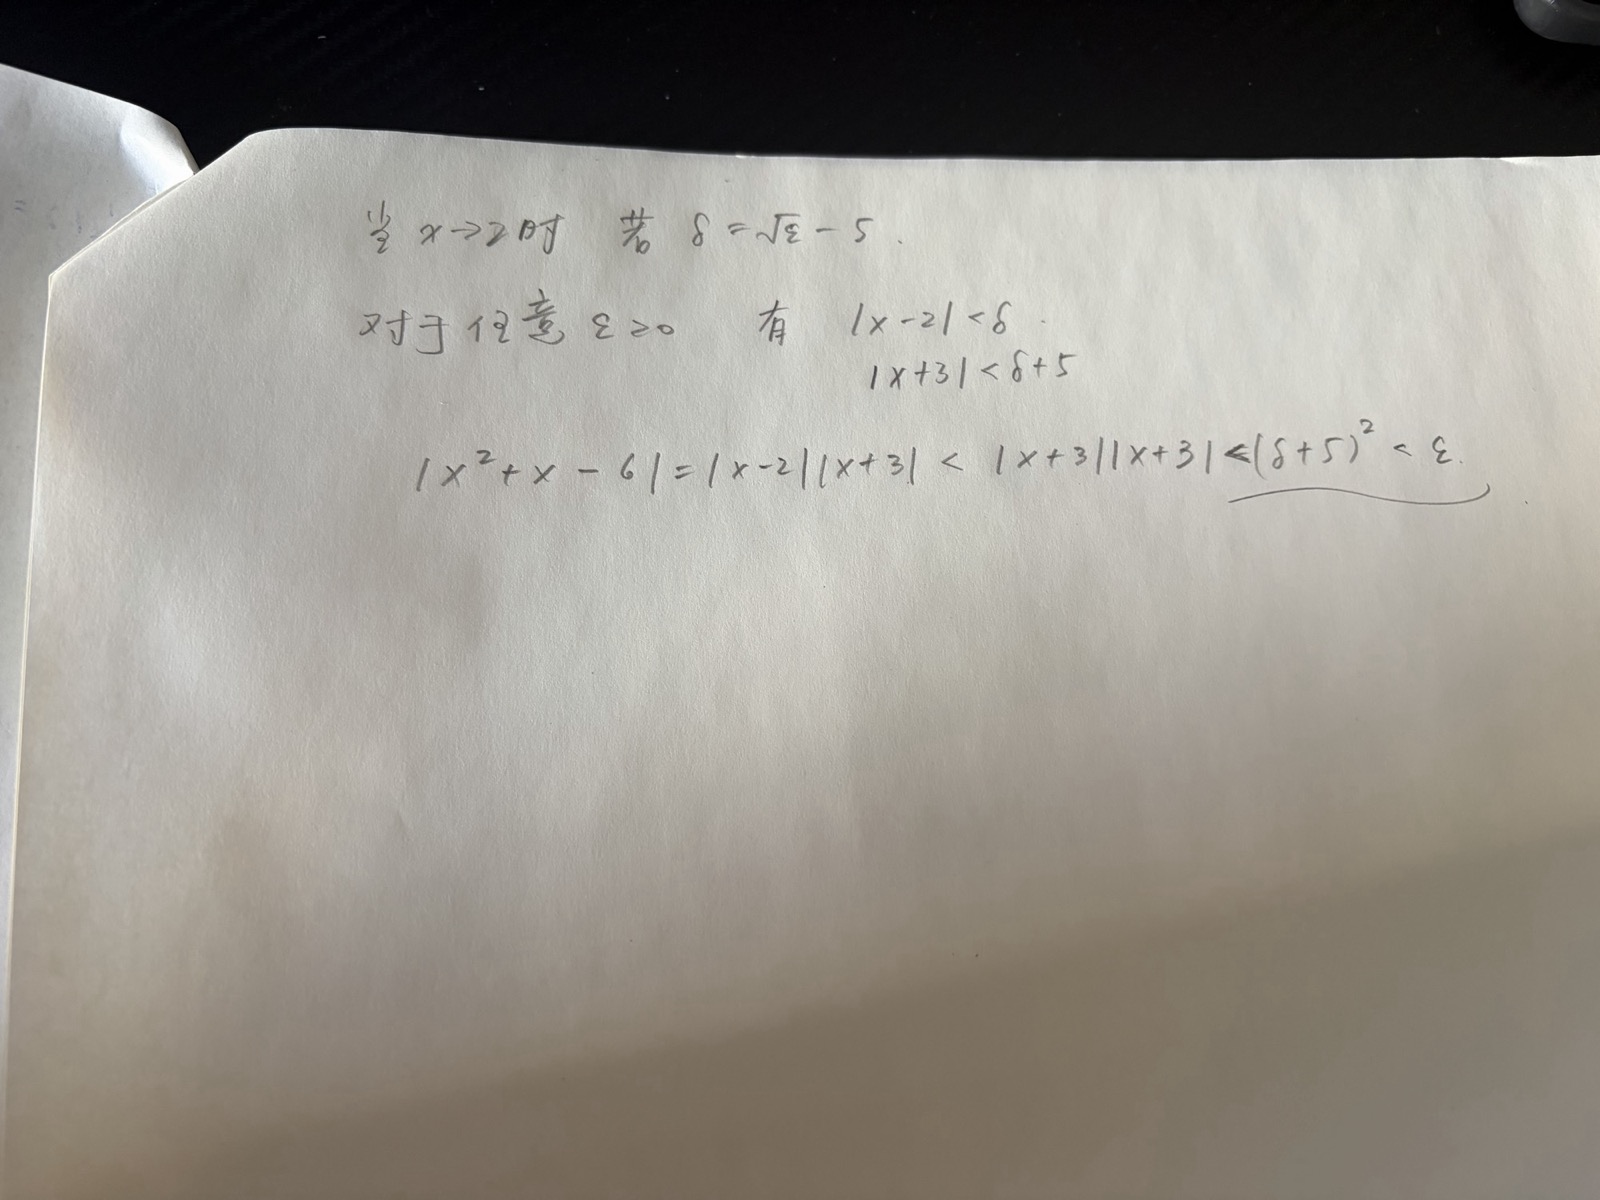 当 x→2时 若 δ=√ε-5.
对于任意 ε≥0 有 |x-2|<δ.
|x+3|<δ+5
|x²+x-6|=|x-2||x+3| < |x+3||x+3|<(δ+5)²<ε.